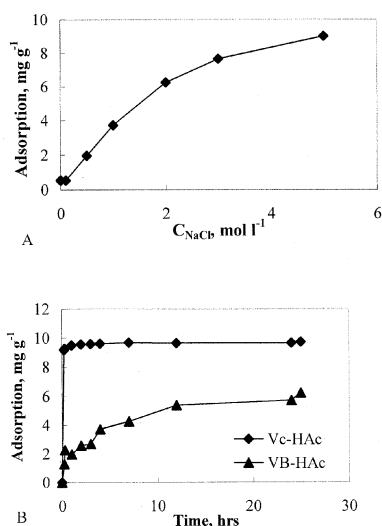 10
8
6
4
2
0
Adsorption, mg g-1
0 2 4 6
C NaCl, mol l-1
A
12
10
8
6
4
2
0
Adsorption, mg g-1
Vc-HAc
VB-HAc
0 10 20 30
Time, hrs
B